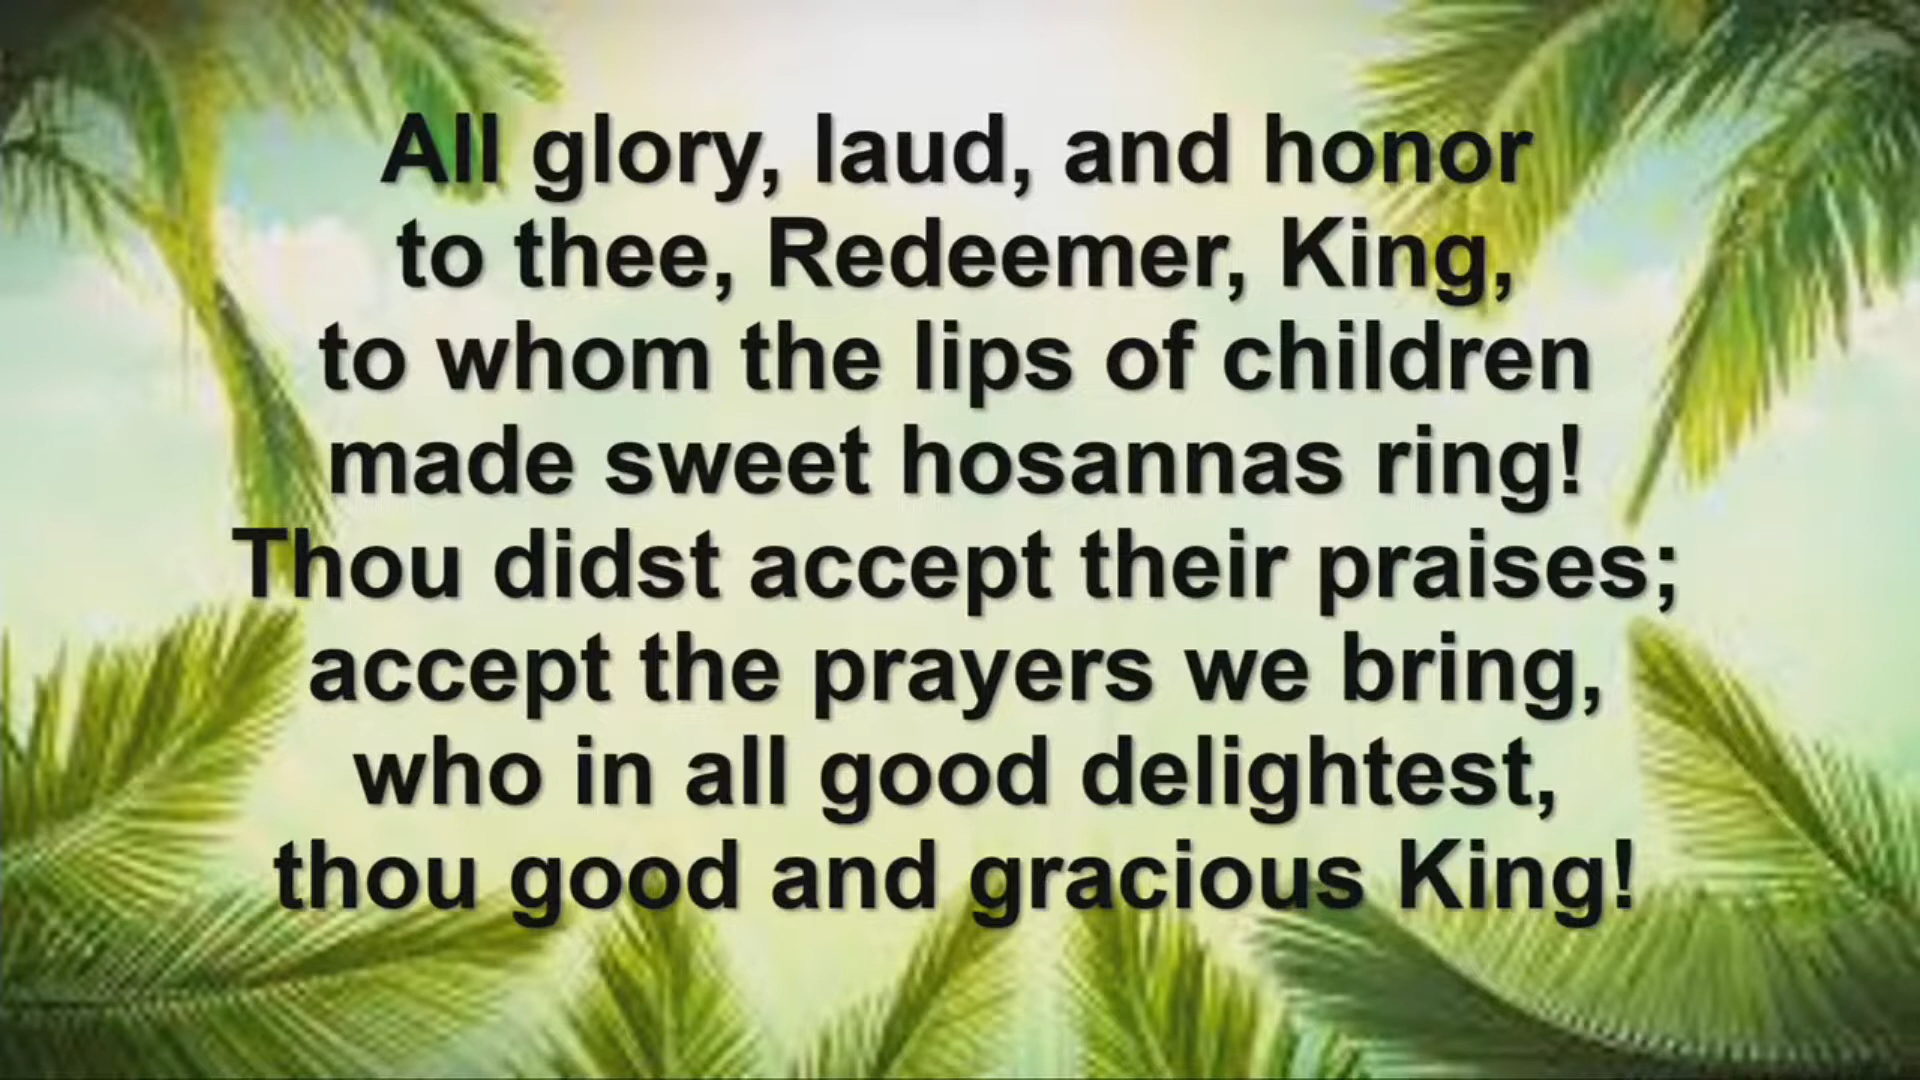 All glory, laud, and honor
to thee, Redeemer, King,
to whom the lips of children
made sweet hosannas ring!
Thou didst accept their praises;
accept the prayers we bring,
who in all good delightest,
thou good and gracious King!